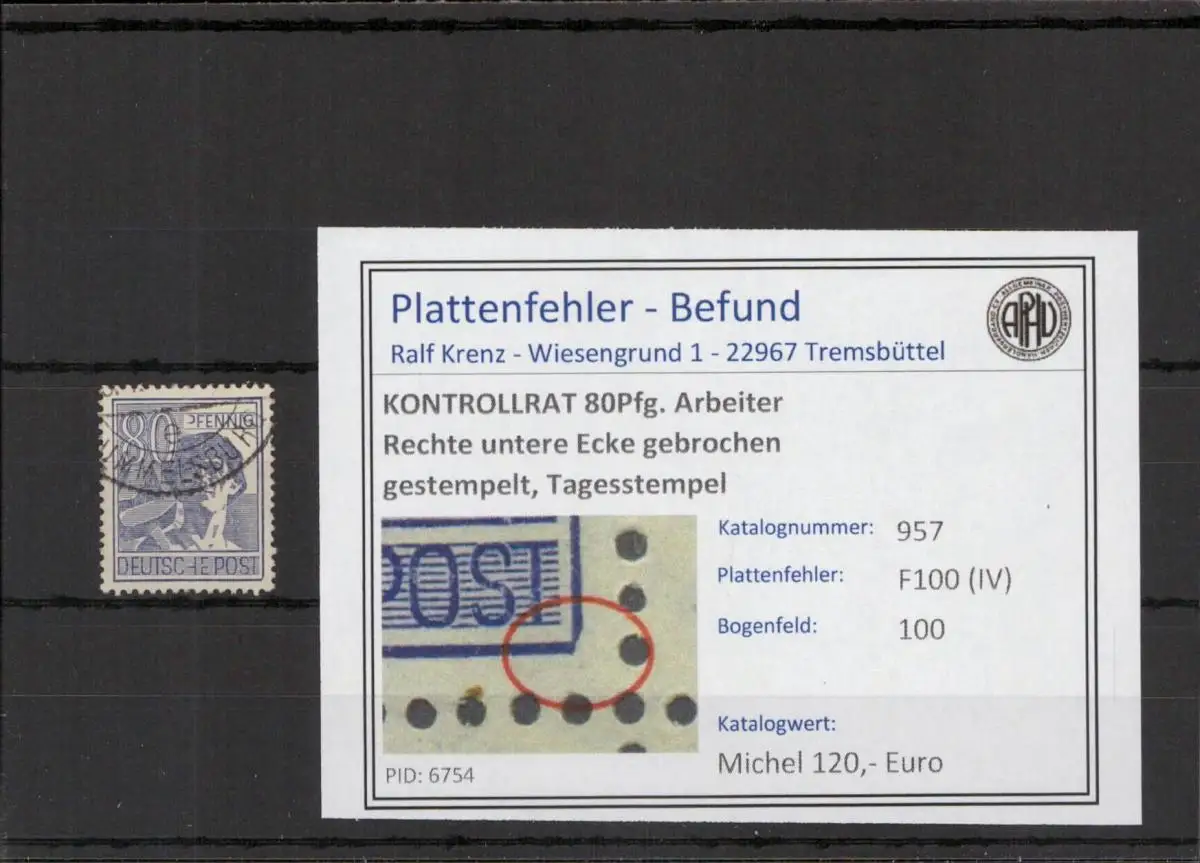 80 PFENNIG
DEUTSCHE POST
Plattenfehler - Befund
APHV
Ralf Krenz - Wiesengrund 1 - 22967 Tremsbüttel
KONTROLLRAT 80Pfg. Arbeiter
Rechte untere Ecke gebrochen
gestempelt, Tagesstempel
POST
Katalognummer: 957
Plattenfehler: F100 (IV)
Bogenfeld: 100
Katalogwert:
Michel 120,- Euro
PID: 6754